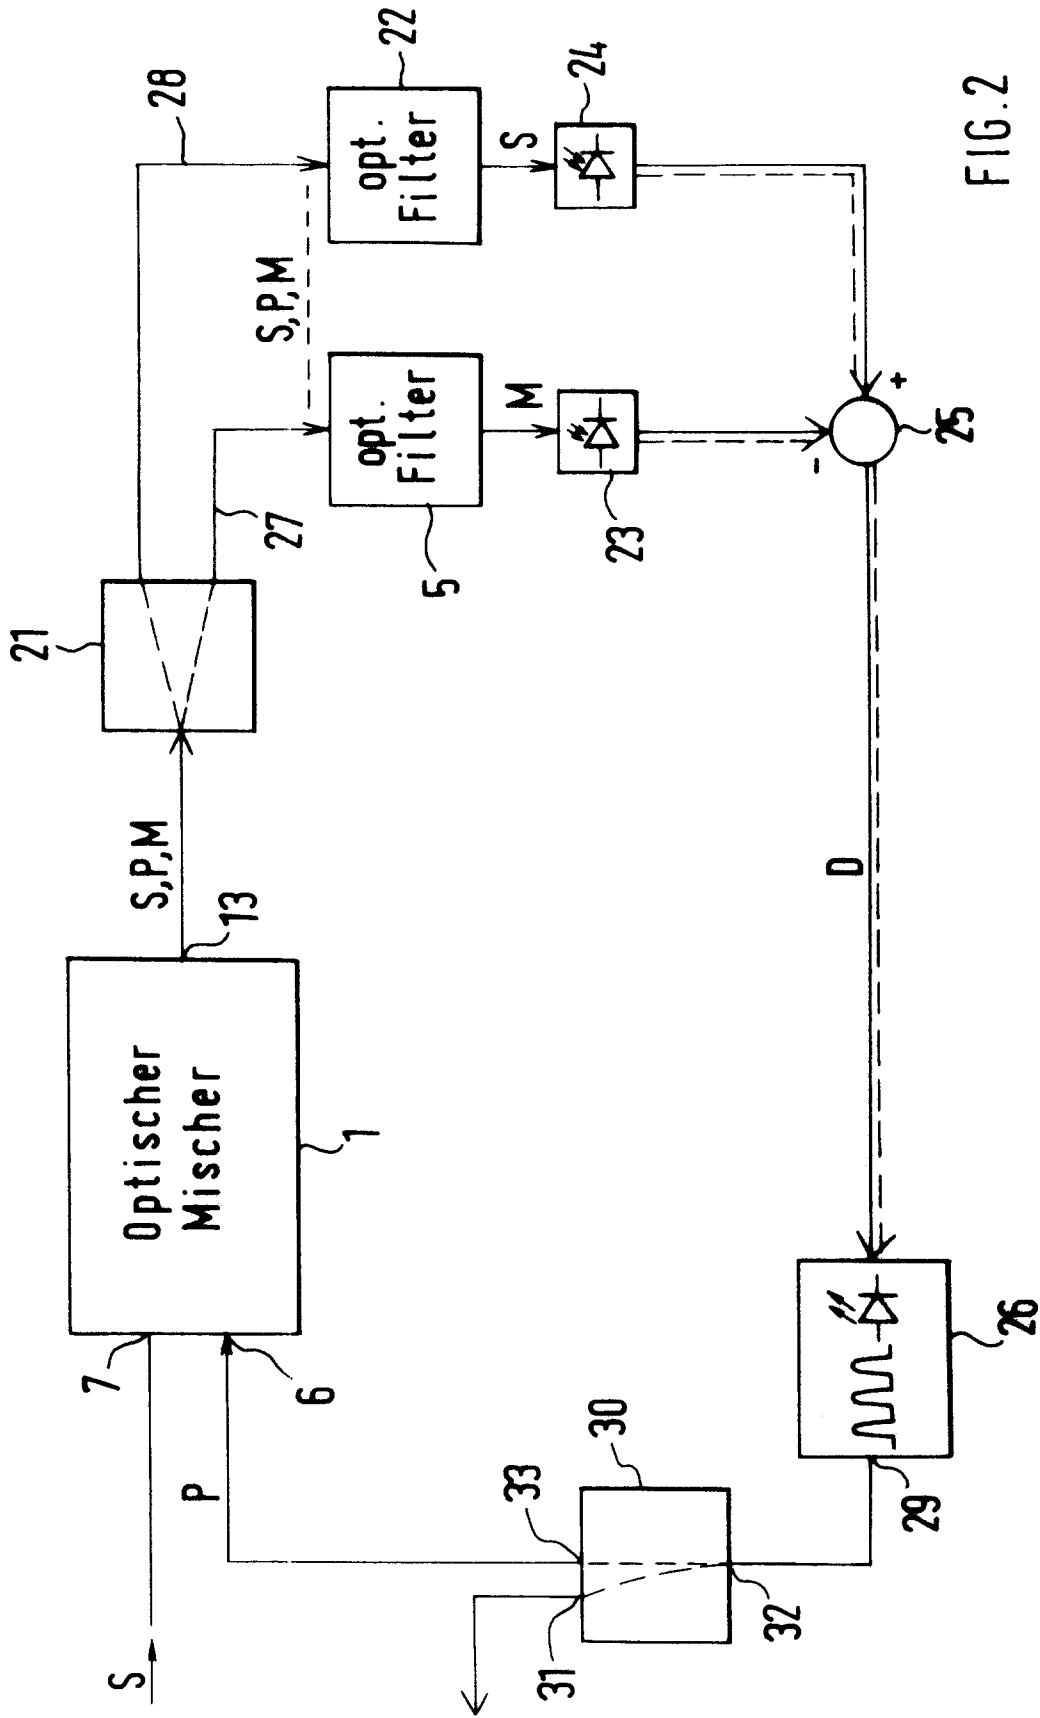 S
7
P
6
Optischer
Mischer
1
13
S,P,M
21
28
27
S,P,M
opt.
Filter
22
opt.
Filter
5
S
24
M
23
+
-
25
D
26
29
30
33
31
32
FIG.2